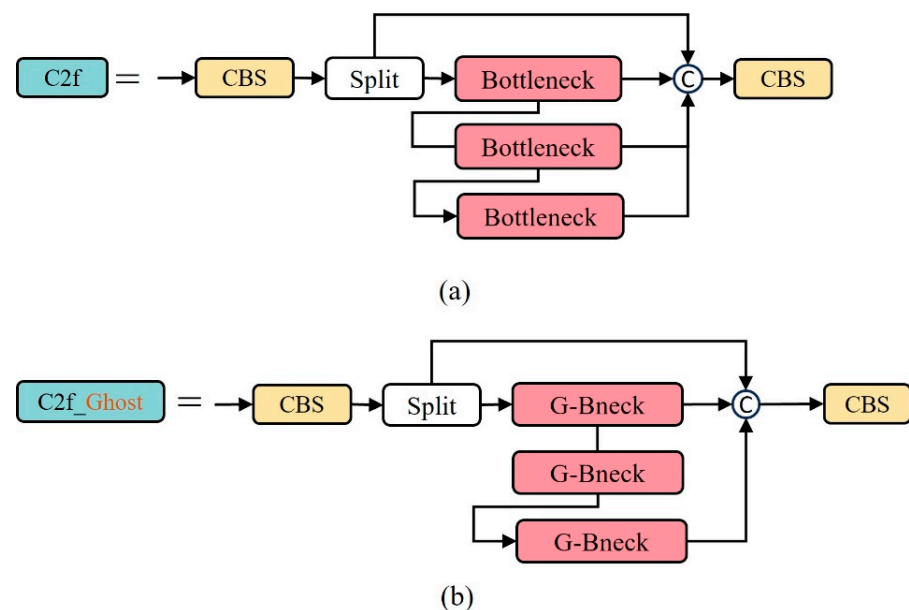 C2f = CBS Split Bottleneck C CBS
Bottleneck
Bottleneck
(a)
C2f_Ghost = CBS Split G-Bneck C CBS
G-Bneck
G-Bneck
(b)